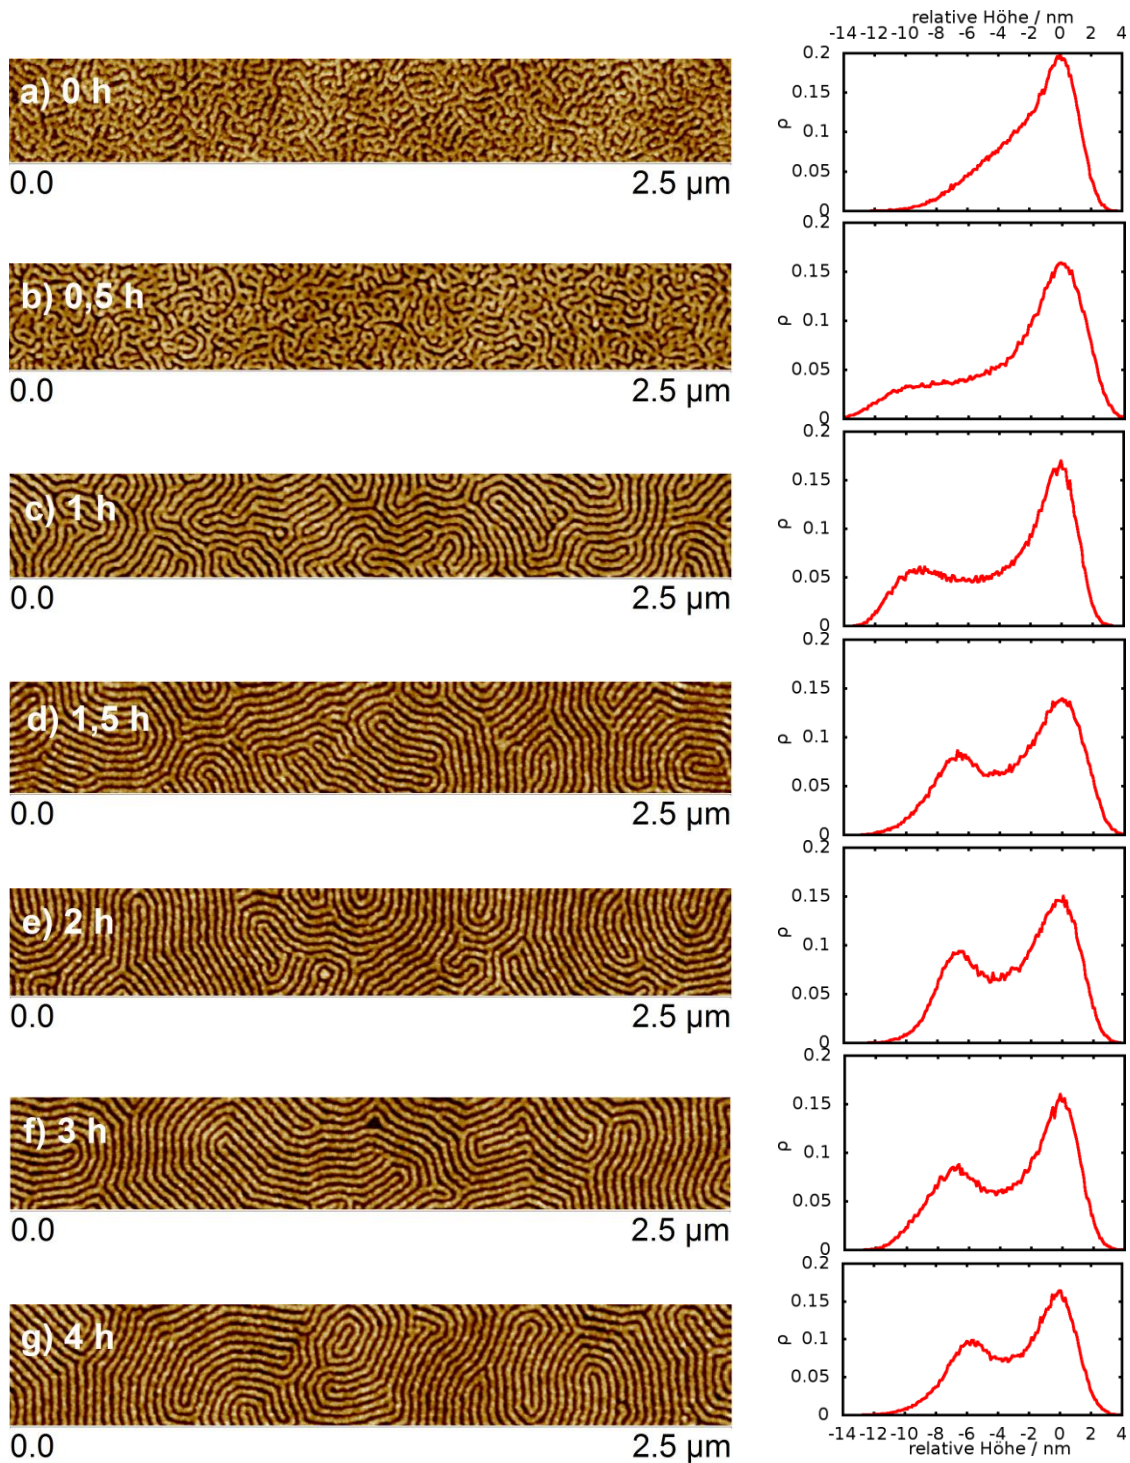 relative Höhe / nm
-14 -12 -10 -8 -6 -4 -2 0 2 4
a) 0 h
0.0 2.5 µm
0.2
0.15
0.1
0.05
0
ρ
b) 0,5 h
0.0 2.5 µm
0.2
0.15
0.1
0.05
0
ρ
c) 1 h
0.0 2.5 µm
0.2
0.15
0.1
0.05
0
ρ
d) 1,5 h
0.0 2.5 µm
0.2
0.15
0.1
0.05
0
ρ
e) 2 h
0.0 2.5 µm
0.2
0.15
0.1
0.05
0
ρ
f) 3 h
0.0 2.5 µm
0.2
0.15
0.1
0.05
0
ρ
g) 4 h
0.0 2.5 µm
0.2
0.15
0.1
0.05
0
ρ
-14 -12 -10 -8 -6 -4 -2 0 2 4
relative Höhe / nm